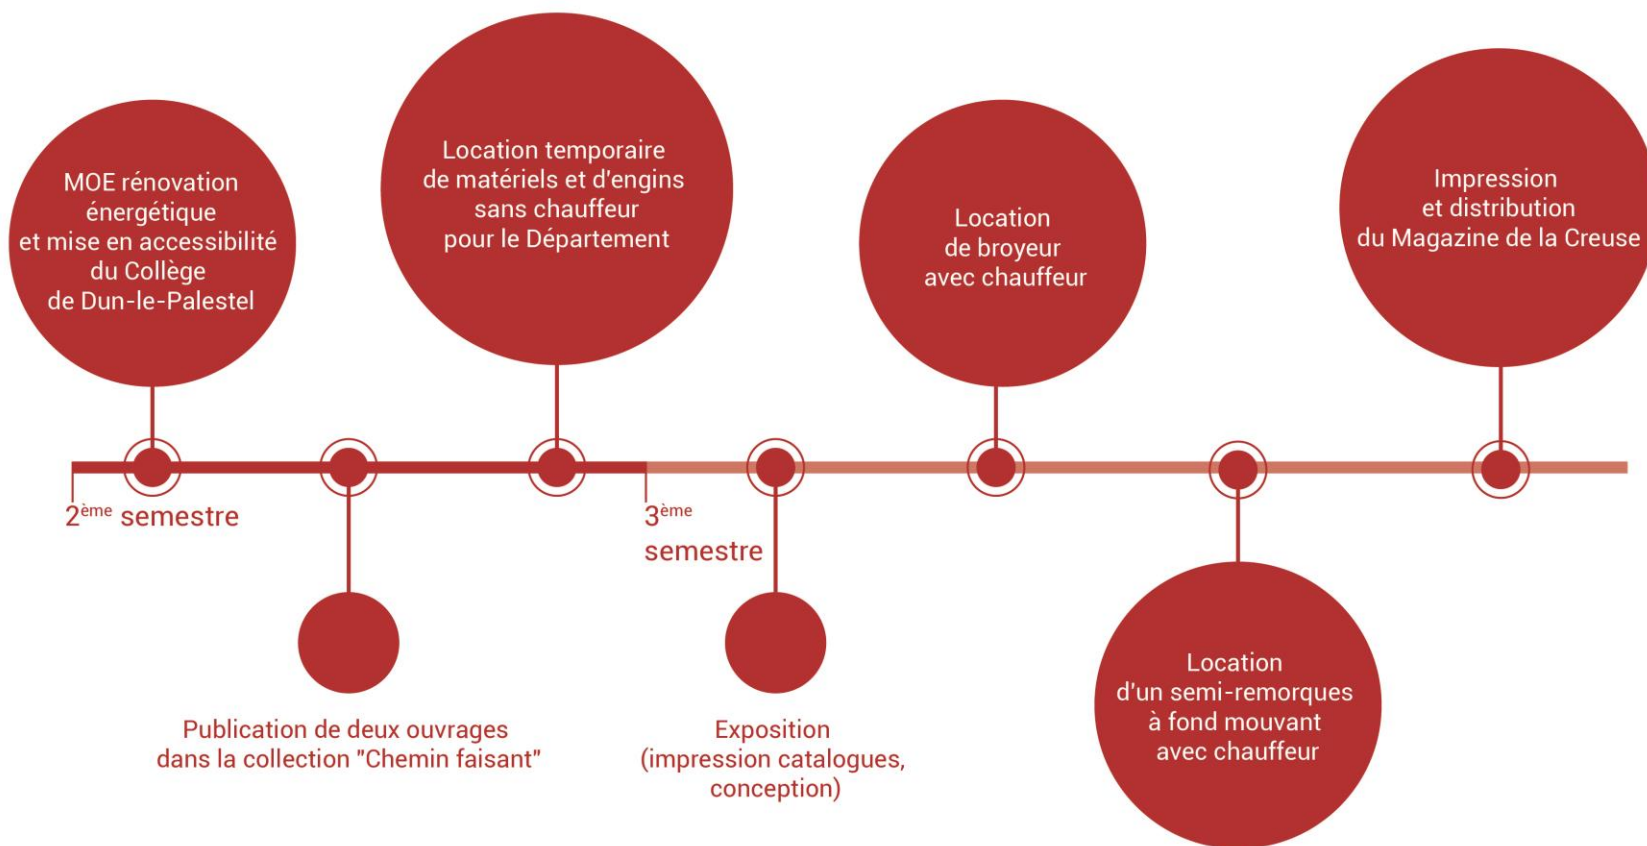 MOE rénovation
énergétique
et mise en accessibilité
du Collège
de Dun-le-Palestel
Location temporaire
de matériels et d'engins
sans chauffeur
pour le Département
Location
de broyeur
avec chauffeur
Impression
et distribution
du Magazine de la Creuse
2ème semestre
3ème
semestre
Publication de deux ouvrages
dans la collection "Chemin faisant"
Exposition
(impression catalogues,
conception)
Location
d'un semi-remorques
à fond mouvant
avec chauffeur